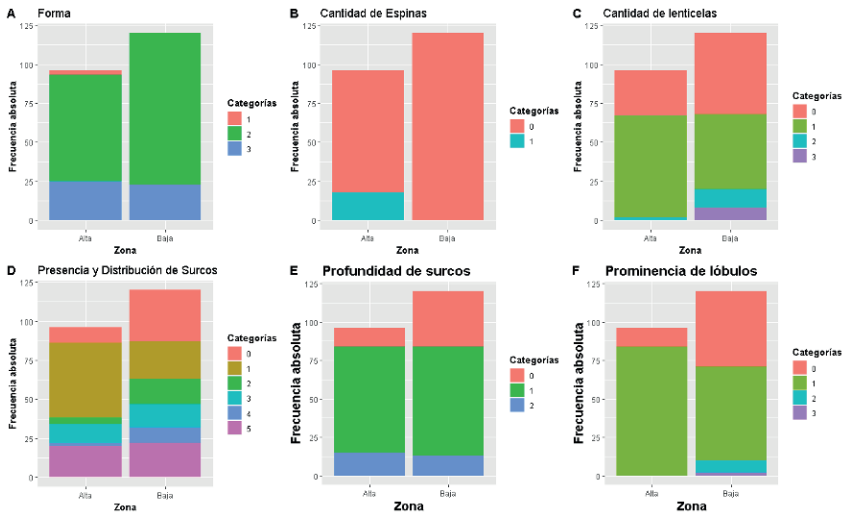 A Forma
125
100
75
50
25
0
Frecuencia absoluta
Alta Baja
Zona
Categorías
1
2
3
B Cantidad de Espinas
125
100
75
50
25
0
Frecuencia absoluta
Alta Baja
Zona
Categorías
0
1
C Cantidad de lenticelas
125
100
75
50
25
0
Frecuencia absoluta
Alta Baja
Zona
Categorías
0
1
2
3
D Presencia y Distribución de Surcos
125
100
75
50
25
0
Frecuencia absoluta
Alta Baja
Zona
Categorías
0
1
2
3
4
5
E Profundidad de surcos
125
100
75
50
25
0
Frecuencia absoluta
Alta Baja
Zona
Categorías
0
1
2
F Prominencia de lóbulos
125
100
75
50
25
0
Frecuencia absoluta
Alta Baja
Zona
Categorías
0
1
2
3